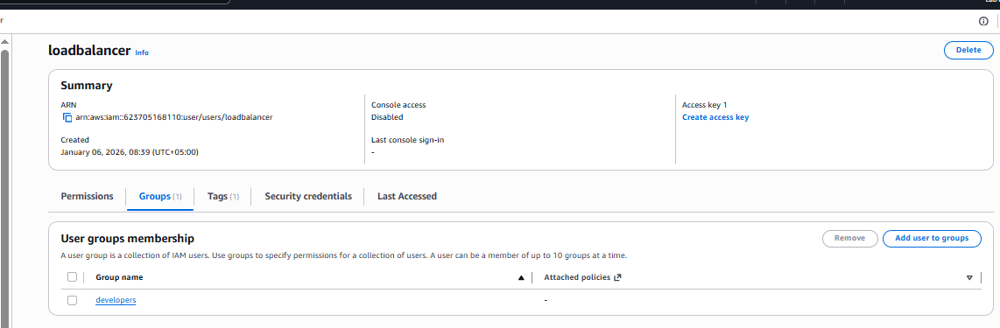 r
loadbalancer Info
Delete
Summary
ARN
arn:aws:iam::623705168110:user/users/loadbalancer
Created
January 06, 2026, 08:39 (UTC+05:00)
Console access
Disabled
Last console sign-in
-
Access key 1
Create access key
Permissions Groups (1) Tags (1) Security credentials Last Accessed
User groups membership
Remove Add user to groups
A user group is a collection of IAM users. Use groups to specify permissions for a collection of users. A user can be a member of up to 10 groups at a time.
Group name Attached policies
developers -